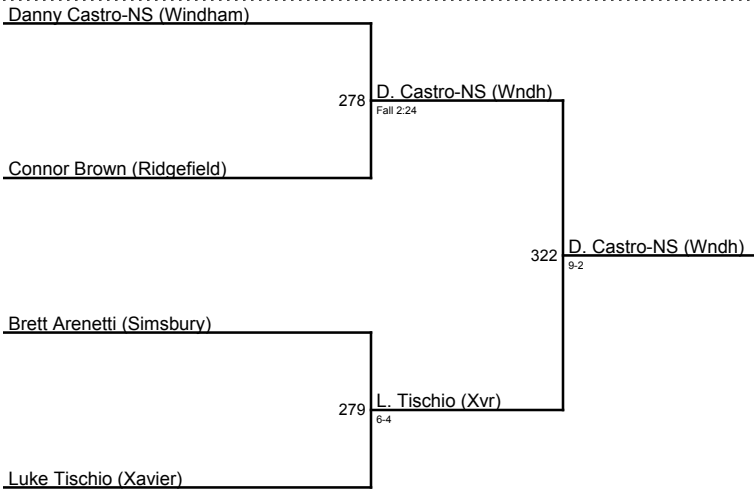 Danny Castro-NS (Windham)
278 D. Castro-NS (Wndh)
Fall 2:24
Connor Brown (Ridgefield)
322 D. Castro-NS (Wndh)
9-2
Brett Arenetti (Simsbury)
279 L. Tischio (Xvr)
6-4
Luke Tischio (Xavier)